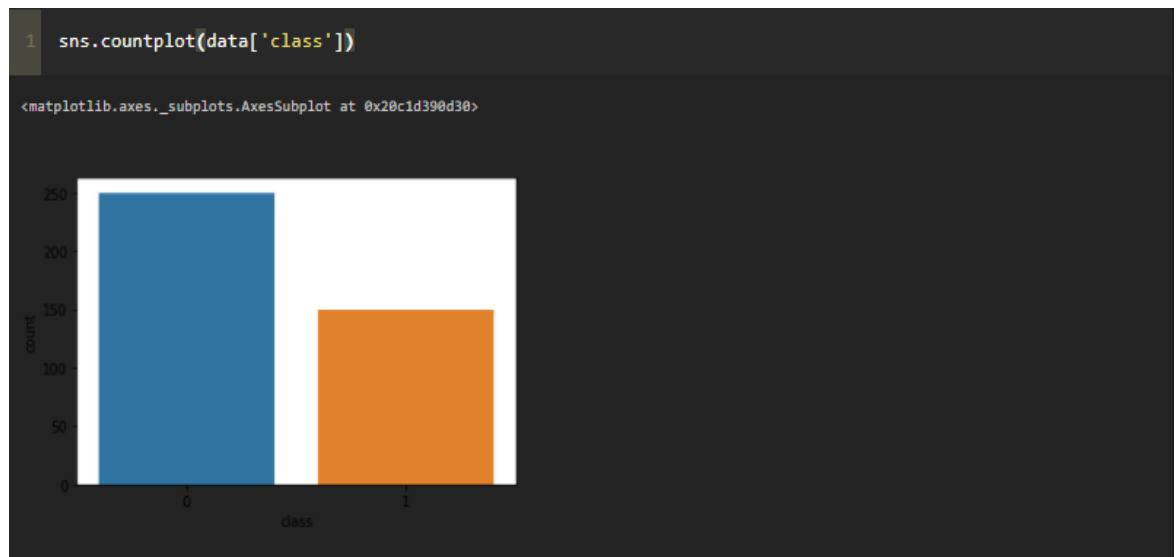 1 sns.countplot(data['class'])
<matplotlib.axes._subplots.AxesSubplot at 0x20c1d390d30>
250
200
150
100
50
0
count
0 1
class